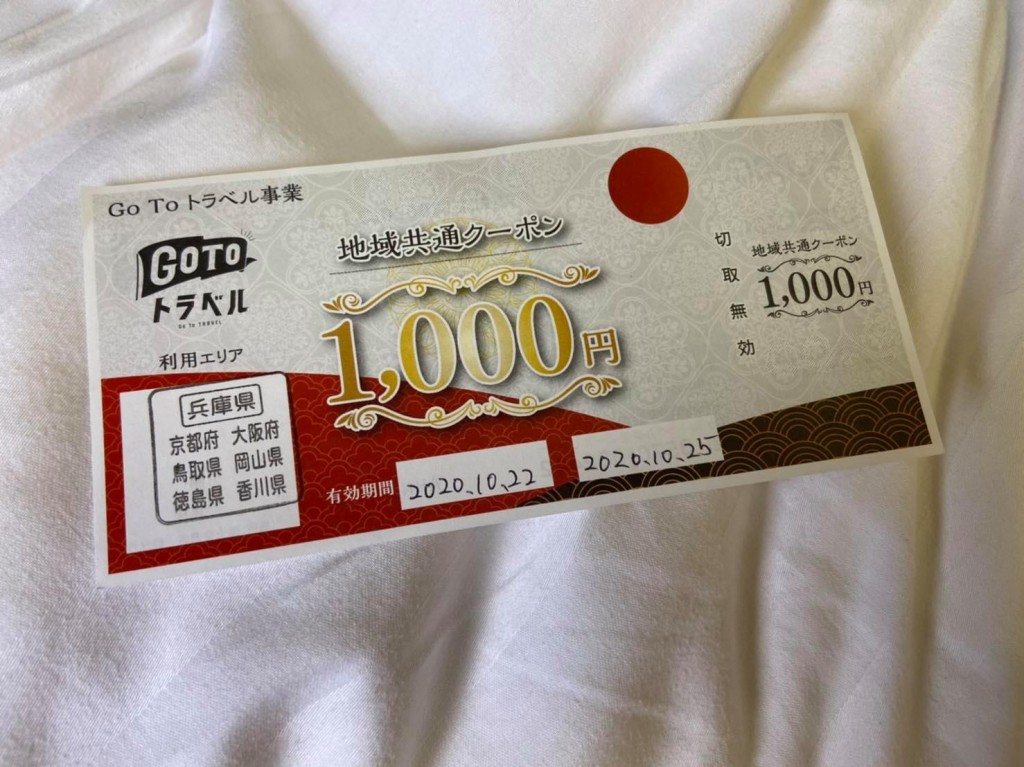 Go To トラベル事業
GOTO
トラベル
Go To TRAVEL
地域共通クーポン
1,000円
利用エリア
兵庫県
京都府 大阪府
鳥取県 岡山県
徳島県 香川県
有効期間 2020.10.22 2020.10.25
切取無効
地域共通クーポン
1,000円